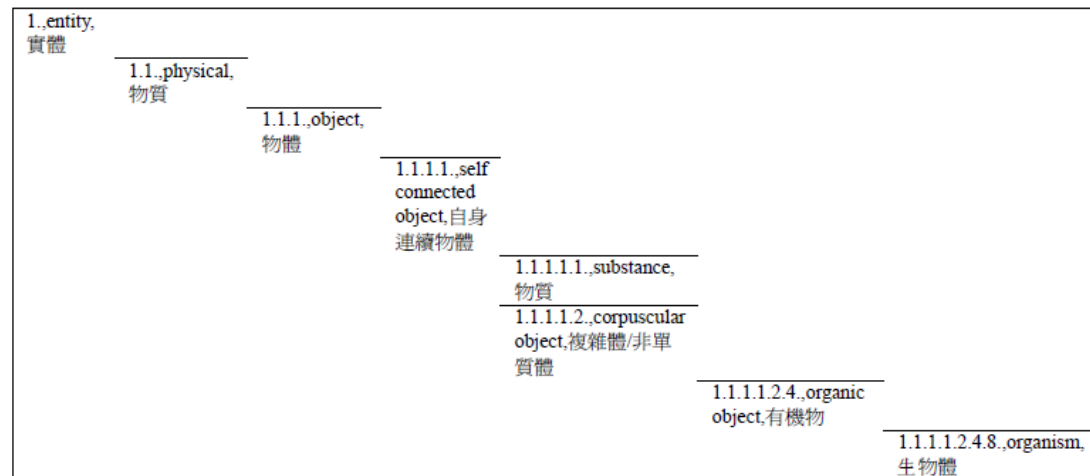 1.,entity,
實體
1.1.,physical,
物質
1.1.1.,object,
物體
1.1.1.1.,self
connected
object,自身
連續物體
1.1.1.1.1.,substance,
物質
1.1.1.1.2.,corpuscular
object,複雜體/非單
質體
1.1.1.1.2.4.,organic
object,有機物
1.1.1.1.2.4.8.,organism,
生物體